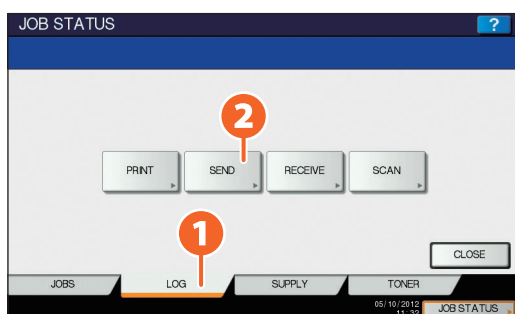 JOB STATUS ?
2
PRINT SEND RECEIVE SCAN
1
CLOSE
JOBS LOG SUPPLY TONER
05/10/2012
11:32 JOB STATUS